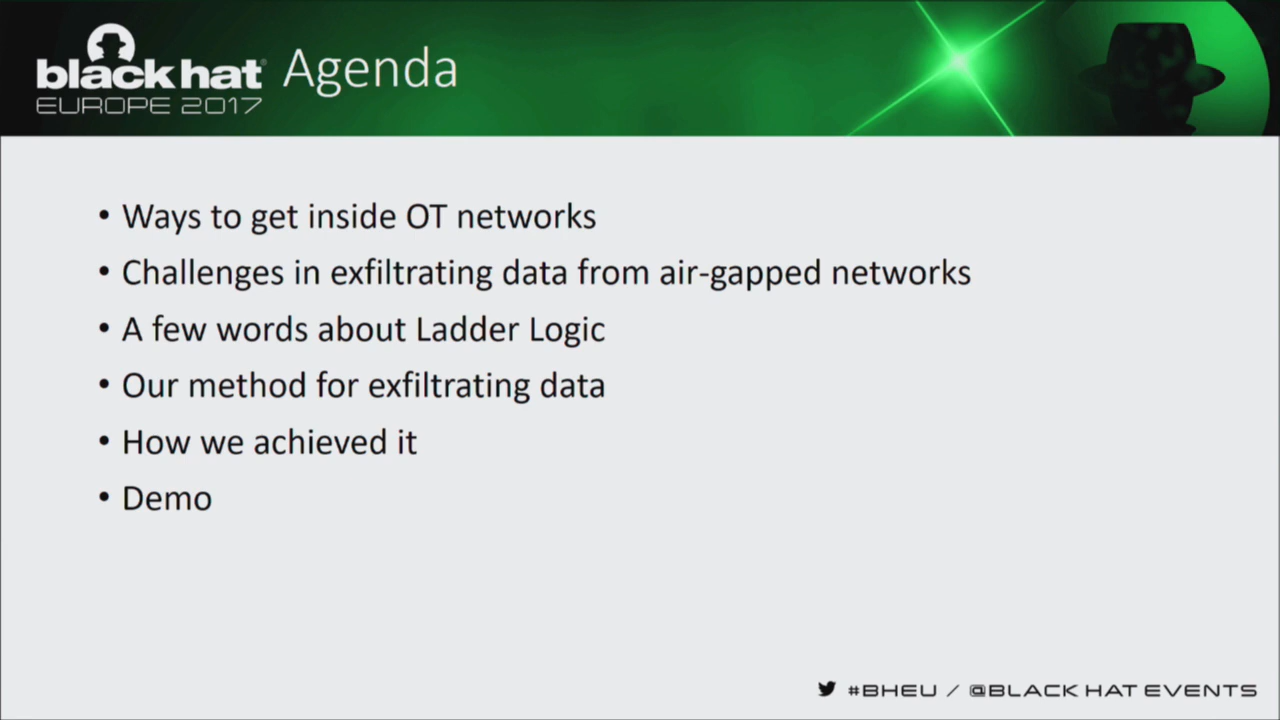 black hat®
EUROPE 2017
Agenda
• Ways to get inside OT networks
• Challenges in exfiltrating data from air-gapped networks
• A few words about Ladder Logic
• Our method for exfiltrating data
• How we achieved it
• Demo
#BHEU / @BLACK HAT EVENTS